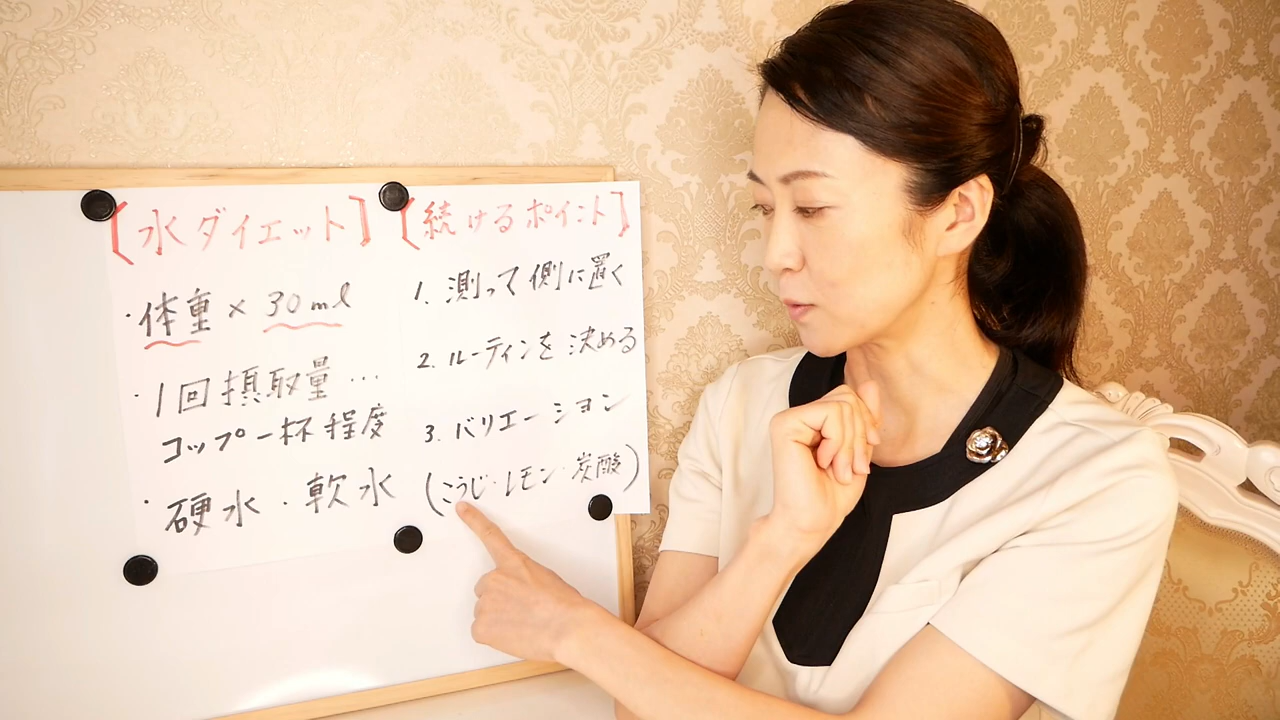 【水ダイエット】
・体重×30ml
・1回摂取量…
コップ一杯程度
・硬水・軟水
【続けるポイント】
1. 測って側に置く
2. ルーティンを決める
3. バリエーション
(こうじ・レモン・炭酸)